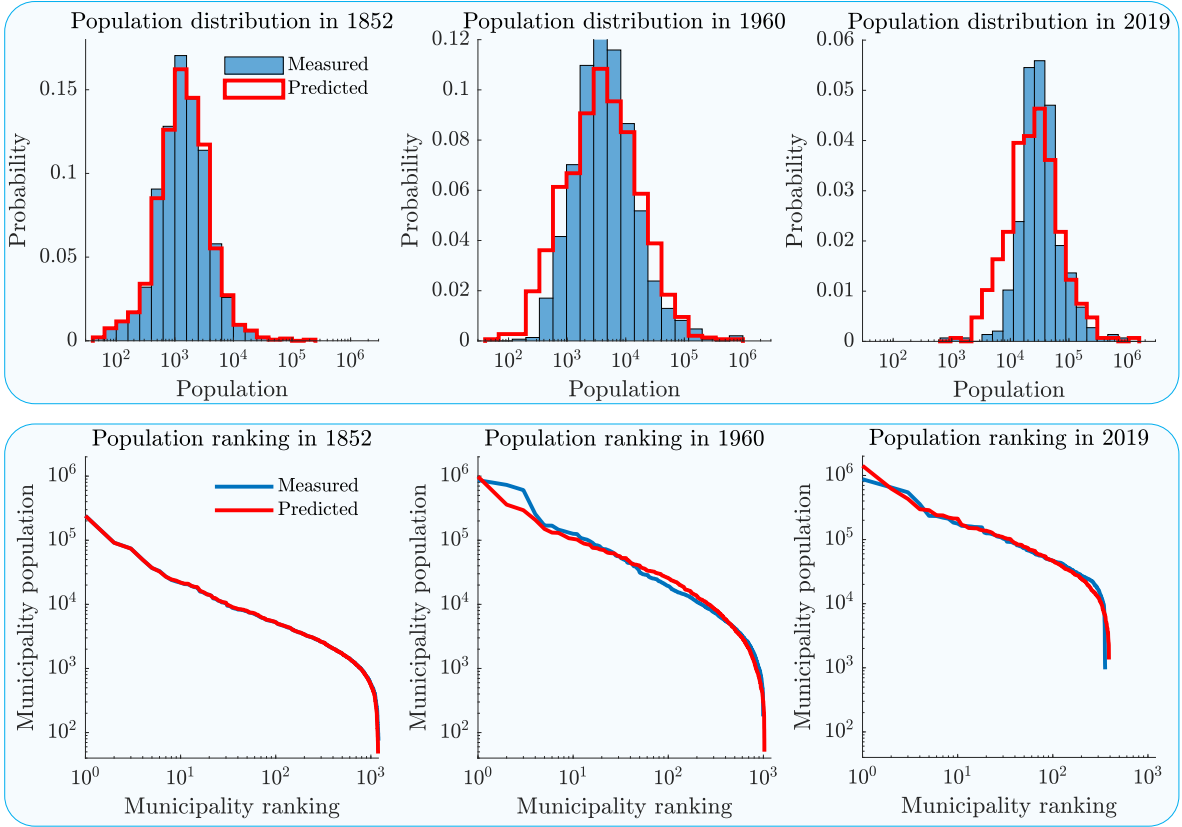 Population distribution in 1852
Population distribution in 1960
Population distribution in 2019
Probability
0.15
0.1
0.05
0
Measured
Predicted
10^2
10^3
10^4
10^5
10^6
Population
Probability
0.12
0.1
0.08
0.06
0.04
0.02
0
10^2
10^3
10^4
10^5
10^6
Population
Probability
0.06
0.05
0.04
0.03
0.02
0.01
0
10^2
10^3
10^4
10^5
10^6
Population
Population ranking in 1852
Population ranking in 1960
Population ranking in 2019
Municipality population
10^6
10^5
10^4
10^3
10^2
Measured
Predicted
10^0
10^1
10^2
10^3
Municipality ranking
Municipality population
10^6
10^5
10^4
10^3
10^2
10^0
10^1
10^2
10^3
Municipality ranking
Municipality population
10^6
10^5
10^4
10^3
10^2
10^0
10^1
10^2
10^3
Municipality ranking